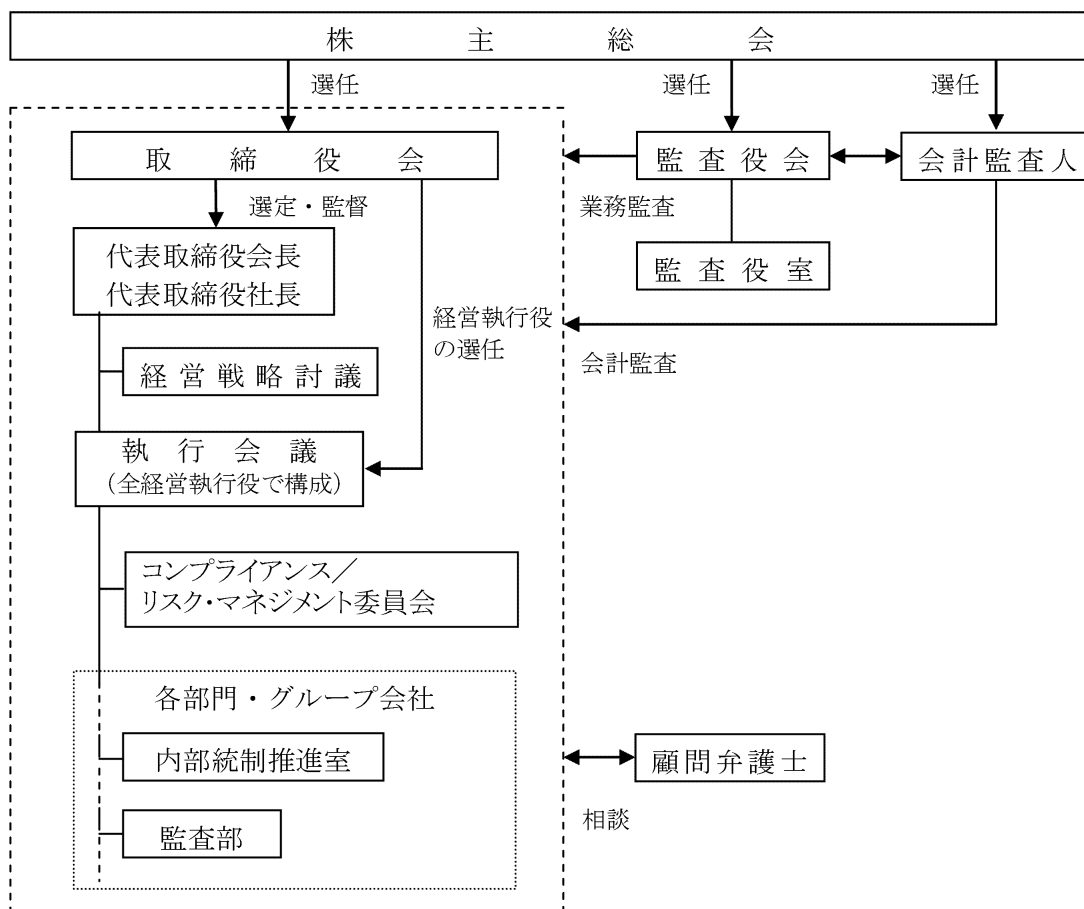 株主総会
選任
選任
選任
取締役会
監査役会
会計監査人
選定・監督
業務監査
代表取締役会長
代表取締役社長
監査役室
経営執行役
の選任
会計監査
経営戦略討議
執行会議
(全経営執行役で構成)
コンプライアンス/
リスク・マネジメント委員会
各部門・グループ会社
内部統制推進室
顧問弁護士
相談
監査部